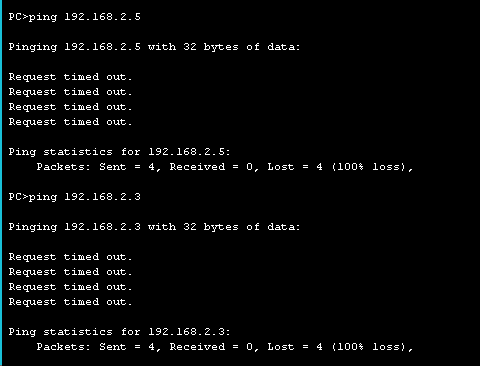 PC>ping 192.168.2.5
Pinging 192.168.2.5 with 32 bytes of data:
Request timed out.
Request timed out.
Request timed out.
Request timed out.
Ping statistics for 192.168.2.5:
Packets: Sent = 4, Received = 0, Lost = 4 (100% loss),
PC>ping 192.168.2.3
Pinging 192.168.2.3 with 32 bytes of data:
Request timed out.
Request timed out.
Request timed out.
Request timed out.
Ping statistics for 192.168.2.3:
Packets: Sent = 4, Received = 0, Lost = 4 (100% loss),